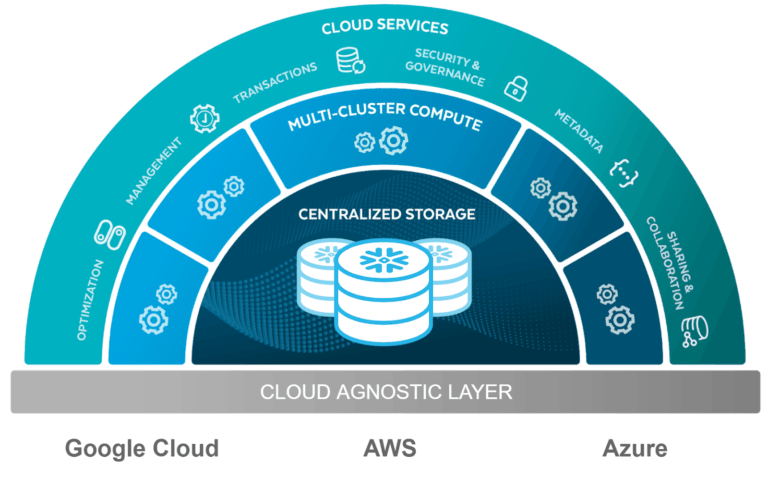 CLOUD SERVICES
OPTIMIZATION
MANAGEMENT
TRANSACTIONS
SECURITY &
GOVERNANCE
METADATA
SHARING &
COLLABORATION
MULTI-CLUSTER COMPUTE
CENTRALIZED STORAGE
CLOUD AGNOSTIC LAYER
Google Cloud
AWS
Azure